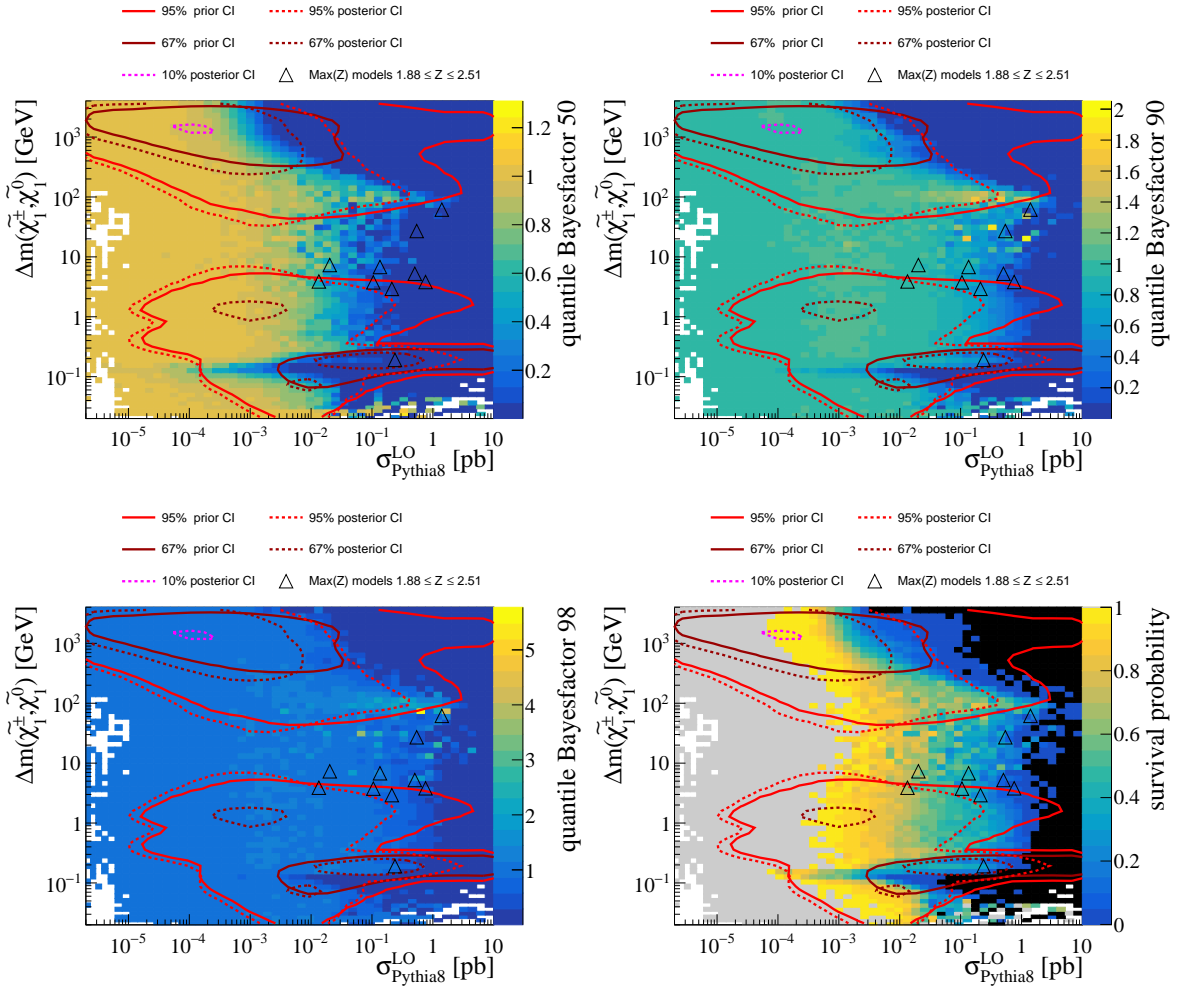 95% prior CI
95% posterior CI
67% prior CI
67% posterior CI
10% posterior CI
Max(Z) models 1.88 ≤ Z ≤ 2.51
Δm(χ̃₁±,χ̃₁⁰) [GeV]
10³
10²
10
1
10⁻¹
10⁻⁵ 10⁻⁴ 10⁻³ 10⁻² 10⁻¹ 1 10
σ^LO_Pythia8 [pb]
1.2
1
0.8
0.6
0.4
0.2
quantile Bayesfactor 50
95% prior CI
95% posterior CI
67% prior CI
67% posterior CI
10% posterior CI
Max(Z) models 1.88 ≤ Z ≤ 2.51
Δm(χ̃₁±,χ̃₁⁰) [GeV]
10³
10²
10
1
10⁻¹
10⁻⁵ 10⁻⁴ 10⁻³ 10⁻² 10⁻¹ 1 10
σ^LO_Pythia8 [pb]
2
1.8
1.6
1.4
1.2
1
0.8
0.6
0.4
0.2
quantile Bayesfactor 90
95% prior CI
95% posterior CI
67% prior CI
67% posterior CI
10% posterior CI
Max(Z) models 1.88 ≤ Z ≤ 2.51
Δm(χ̃₁±,χ̃₁⁰) [GeV]
10³
10²
10
1
10⁻¹
10⁻⁵ 10⁻⁴ 10⁻³ 10⁻² 10⁻¹ 1 10
σ^LO_Pythia8 [pb]
5
4
3
2
1
quantile Bayesfactor 98
95% prior CI
95% posterior CI
67% prior CI
67% posterior CI
10% posterior CI
Max(Z) models 1.88 ≤ Z ≤ 2.51
Δm(χ̃₁±,χ̃₁⁰) [GeV]
10³
10²
10
1
10⁻¹
10⁻⁵ 10⁻⁴ 10⁻³ 10⁻² 10⁻¹ 1 10
σ^LO_Pythia8 [pb]
1
0.8
0.6
0.4
0.2
0
survival probability